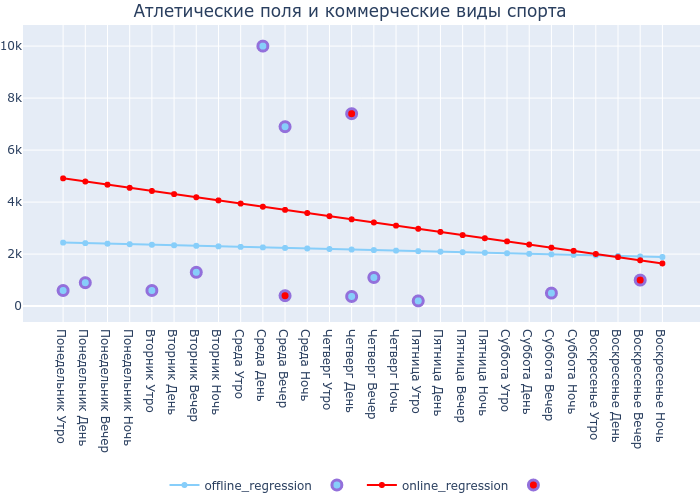 Атлетические поля и коммерческие виды спорта
10k
8k
6k
4k
2k
0
Понедельник Утро
Понедельник День
Понедельник Вечер
Понедельник Ночь
Вторник Утро
Вторник День
Вторник Вечер
Вторник Ночь
Среда Утро
Среда День
Среда Вечер
Среда Ночь
Четверг Утро
Четверг День
Четверг Вечер
Четверг Ночь
Пятница Утро
Пятница День
Пятница Вечер
Пятница Ночь
Суббота Утро
Суббота День
Суббота Вечер
Суббота Ночь
Воскресенье Утро
Воскресенье День
Воскресенье Вечер
Воскресенье Ночь
offline_regression
online_regression